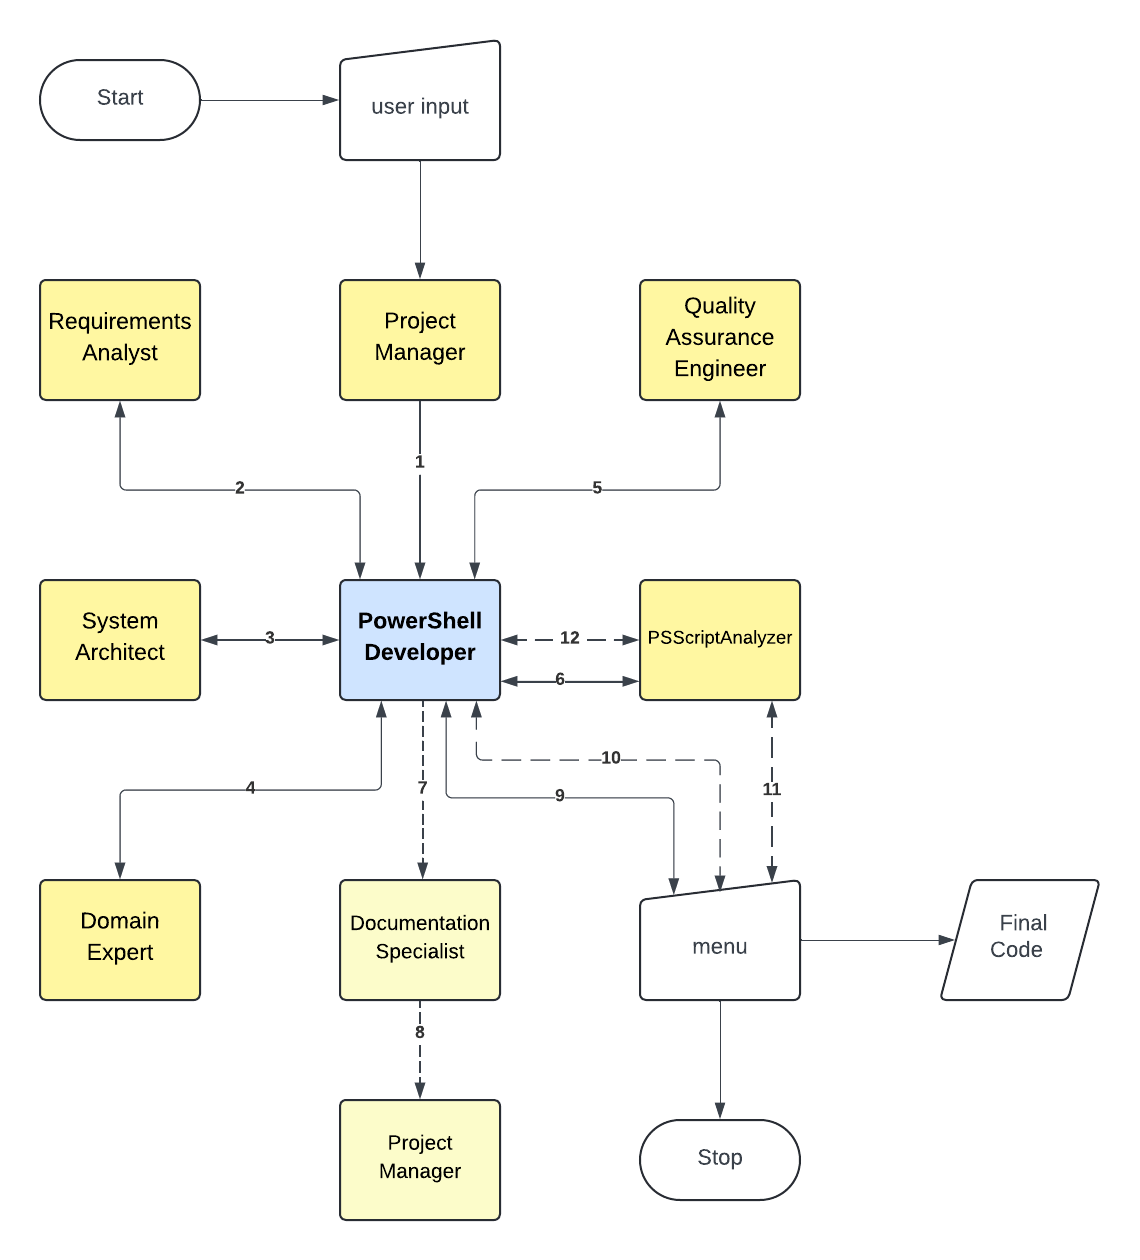 Start
user input
Requirements
Analyst
Project
Manager
Quality
Assurance
Engineer
1
2
5
System
Architect
3
PowerShell
Developer
12
6
PSScriptAnalyzer
4
7
10
9
11
Domain
Expert
Documentation
Specialist
menu
Final
Code
8
Project
Manager
Stop